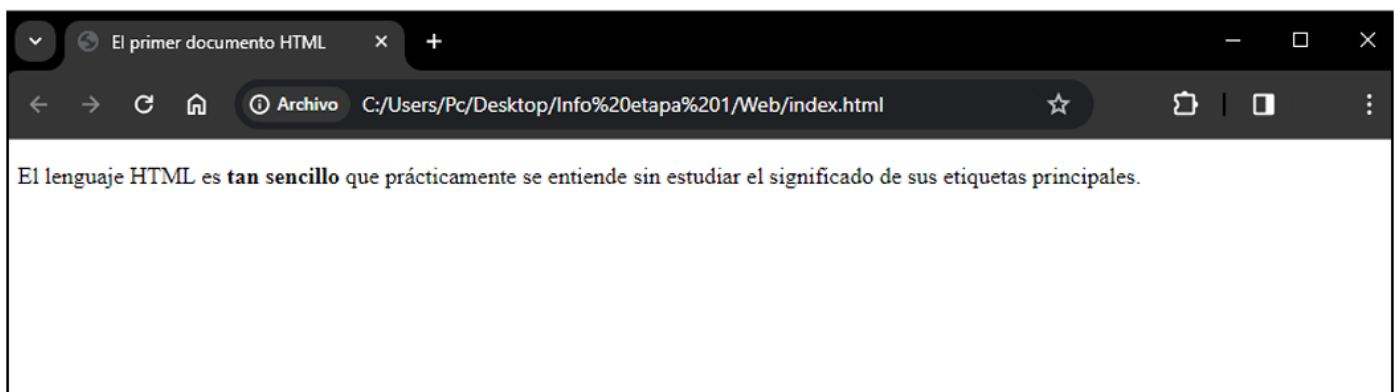 El primer documento HTML
Archivo C:/Users/Pc/Desktop/Info%20etapa%201/Web/index.html
El lenguaje HTML es tan sencillo que prácticamente se entiende sin estudiar el significado de sus etiquetas principales.